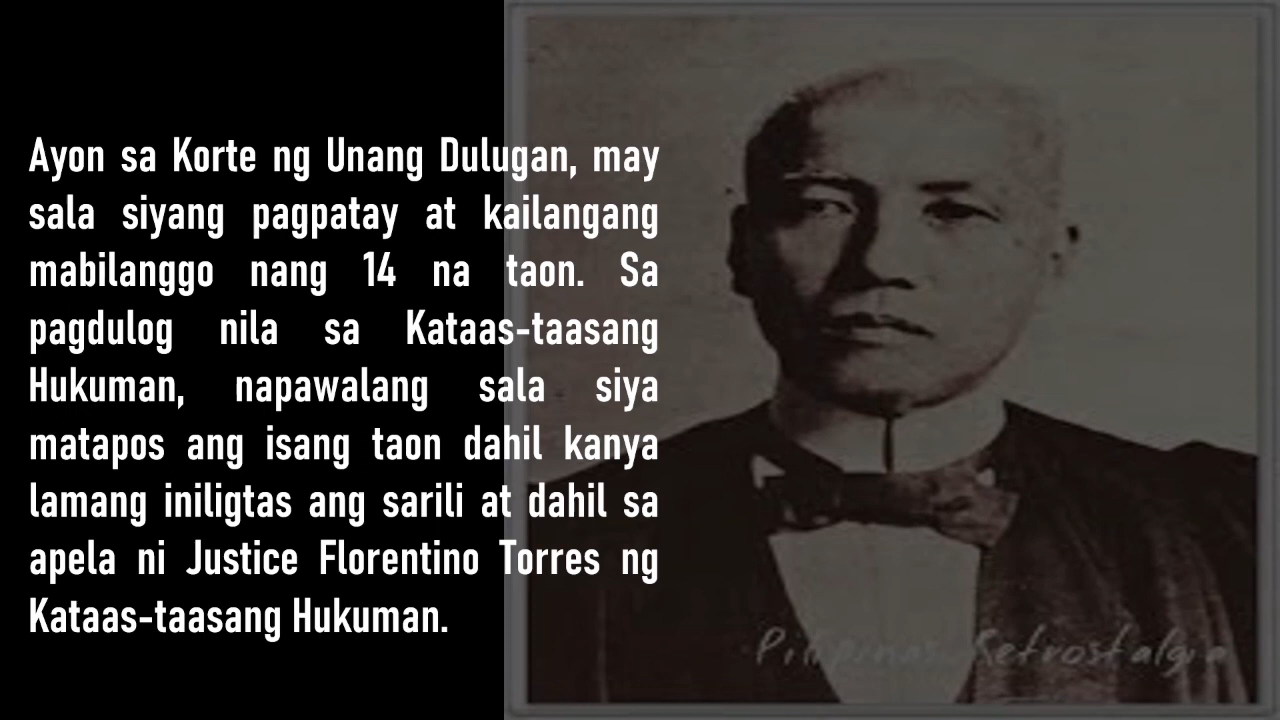 Ayon sa Korte ng Unang Dulugan, may
sala siyang pagpatay at kailangang
mabilanggo nang 14 na taon. Sa
pagdulog nila sa Kataas-taasang
Hukuman, napawalang sala siya
matapos ang isang taon dahil kanya
lamang iniligtas ang sarili at dahil sa
apela ni Justice Florentino Torres ng
Kataas-taasang Hukuman.
Pilipinas Retrostalgia